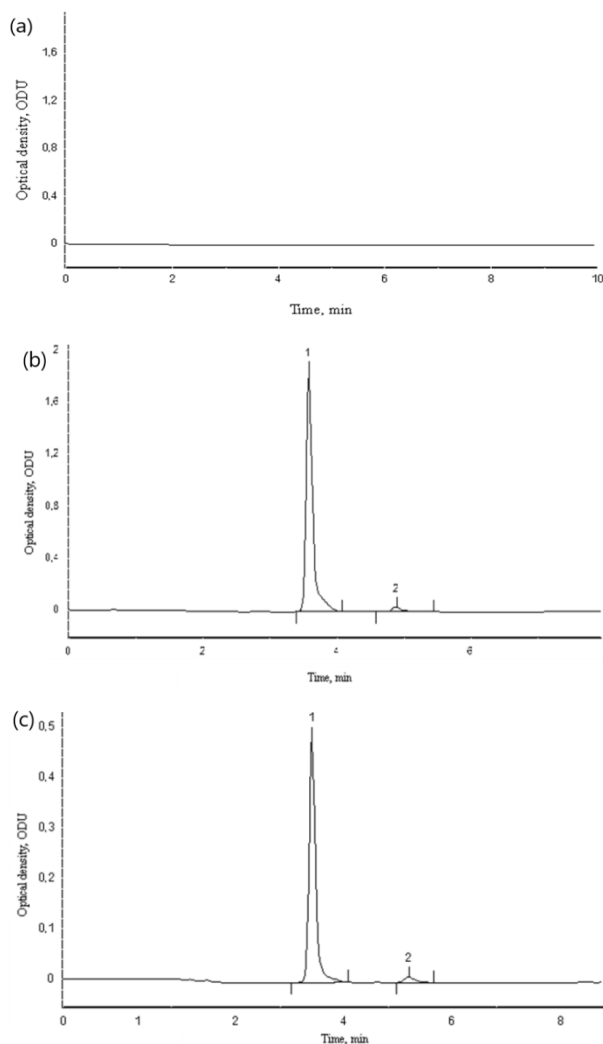 (a)
1,6
1,2
0,8
0,4
0
Optical density, ODU
0 2 4 6 8 10
Time, min
(b)
2
1,6
1,2
0,8
0,4
0
Optical density, ODU
1
2
0 2 4 6
Time, min
(c)
0,5
0,4
0,3
0,2
0,1
0
Optical density, ODU
1
2
0 1 2 4 6 8
Time, min